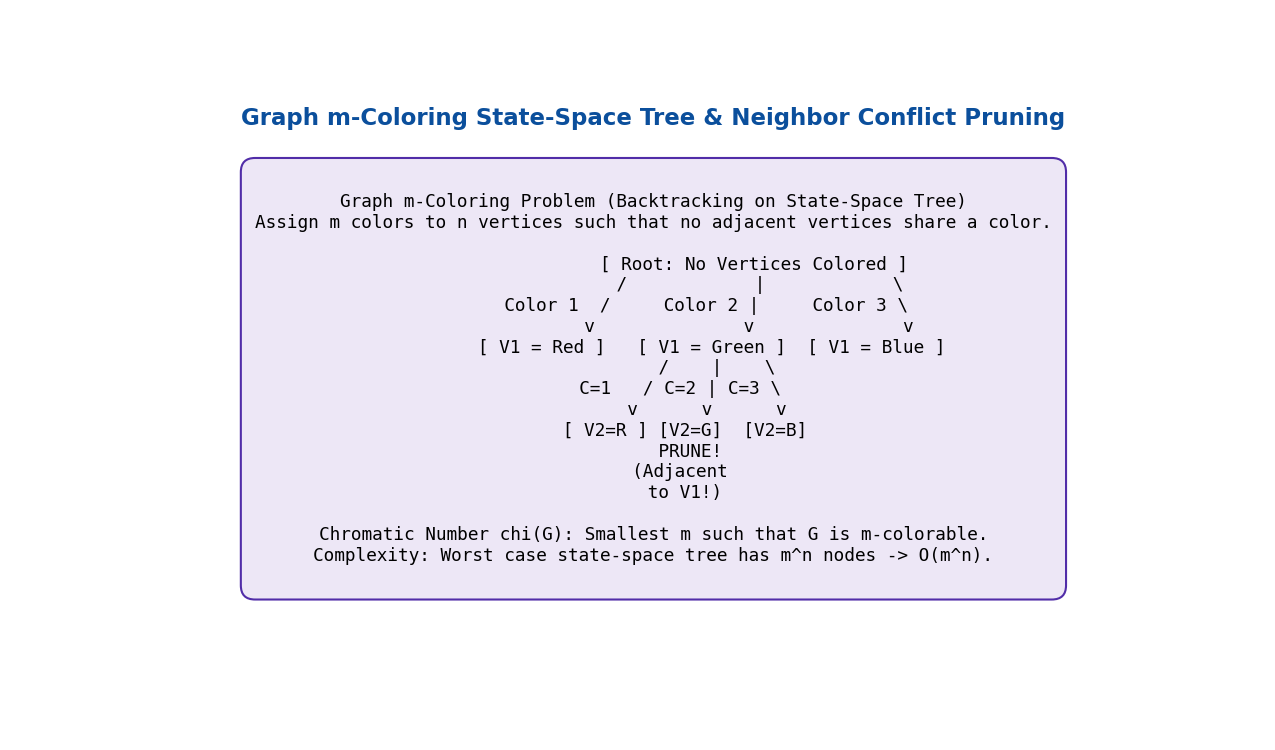 Graph m-Coloring State-Space Tree & Neighbor Conflict Pruning
Graph m-Coloring Problem (Backtracking on State-Space Tree)
Assign m colors to n vertices such that no adjacent vertices share a color.
[ Root: No Vertices Colored ]
/ | \
Color 1 / Color 2 | Color 3 \
v v v
[ V1 = Red ] [ V1 = Green ] [ V1 = Blue ]
/ | \
C=1 / C=2 | C=3 \
v v v
[ V2=R ] [V2=G] [V2=B]
PRUNE!
(Adjacent
to V1!)
Chromatic Number chi(G): Smallest m such that G is m-colorable.
Complexity: Worst case state-space tree has m^n nodes -> O(m^n).